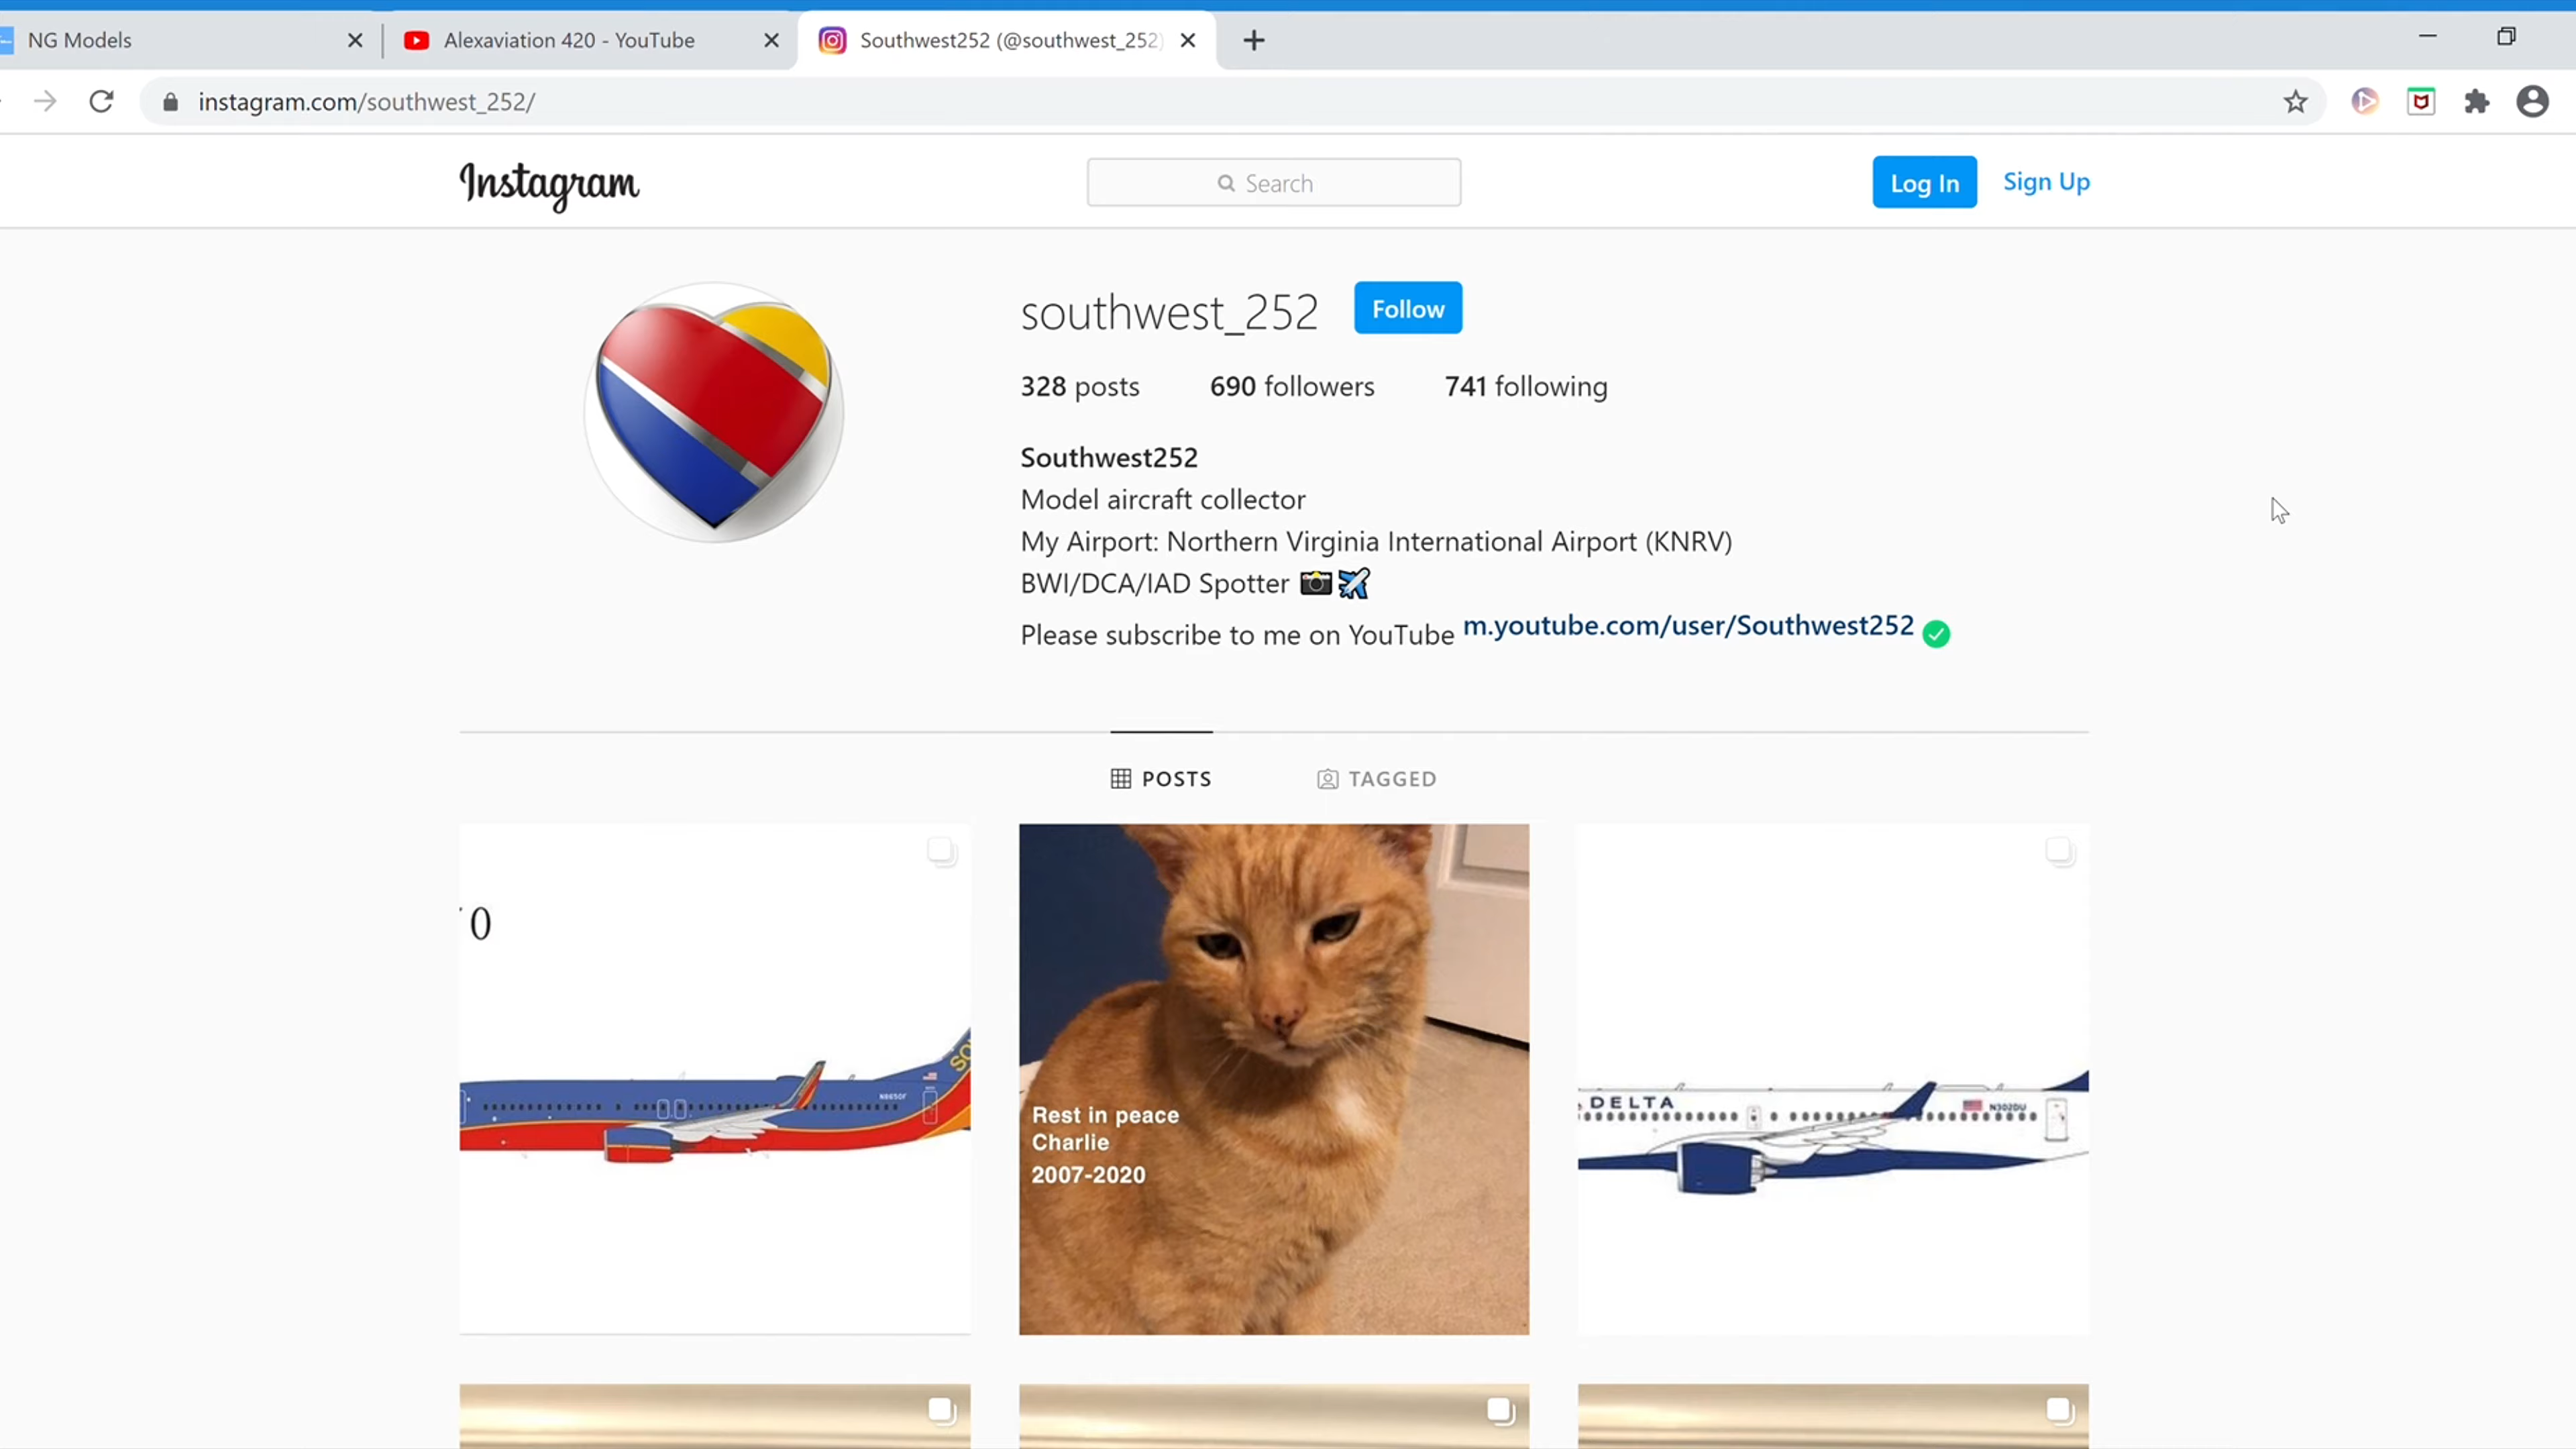 NG Models
Alexaviation 420 - YouTube
Southwest252 (@southwest_252)
instagram.com/southwest_252/
Instagram
Search
Log In
Sign Up
southwest_252
Follow
328 posts
690 followers
741 following
Southwest252
Model aircraft collector
My Airport: Northern Virginia International Airport (KNRV)
BWI/DCA/IAD Spotter 📷✈️
Please subscribe to me on YouTube m.youtube.com/user/Southwest252
POSTS
TAGGED
0
SO
N8650F
Rest in peace
Charlie
2007-2020
DELTA
N302DU